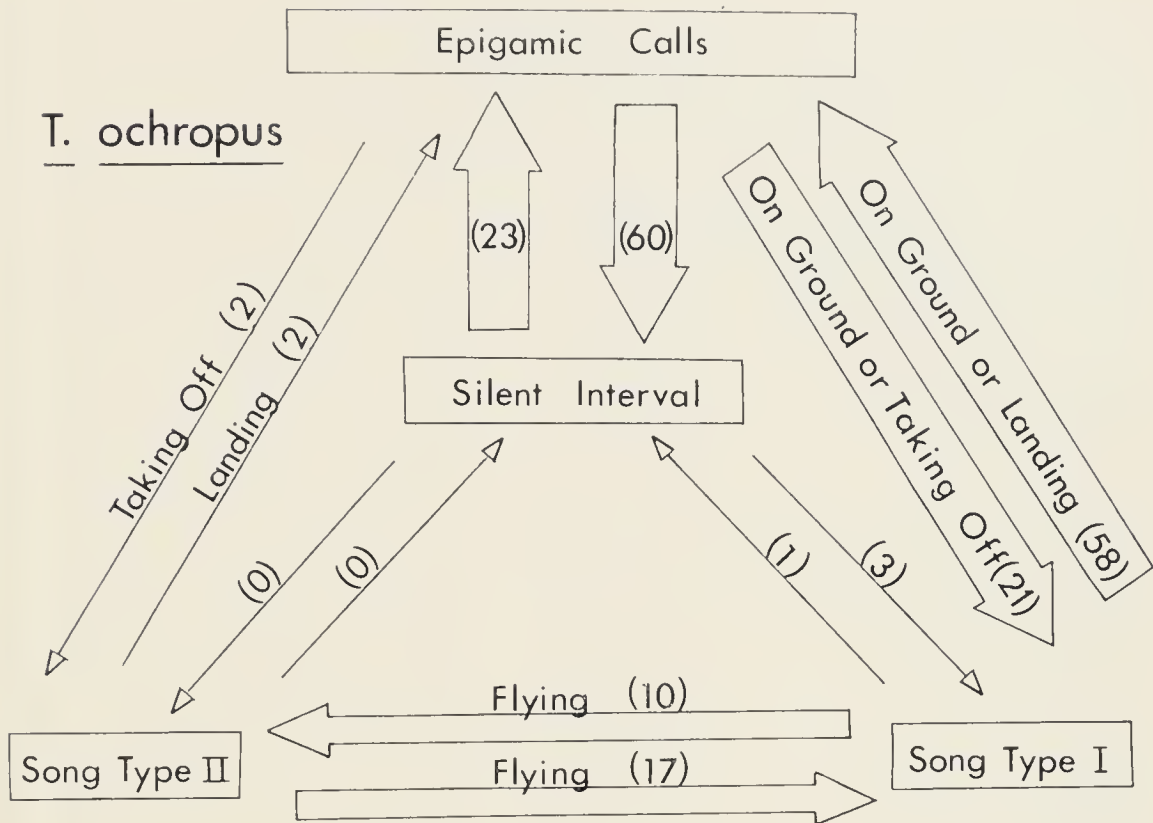 Epigamic Calls
T. ochropus
(23)
(60)
On Ground or Taking Off (21)
On Ground or Landing (58)
Taking Off (2)
Landing (2)
Silent Interval
(0)
(0)
(1)
(3)
Flying (10)
Song Type II
Flying (17)
Song Type I